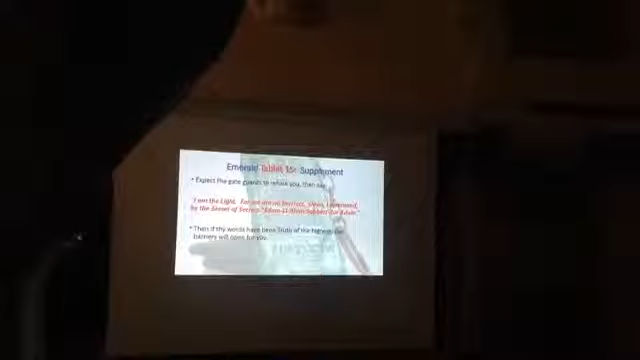 Emerald Tablet 15: Supplement
• Expect the gate guards to refuse you, then say
"I am the Light. For me are no barriers. Open, I command,
by the Secret of Secrets
• Then if thy words have been Truth of the highest, the
barriers will open for you.